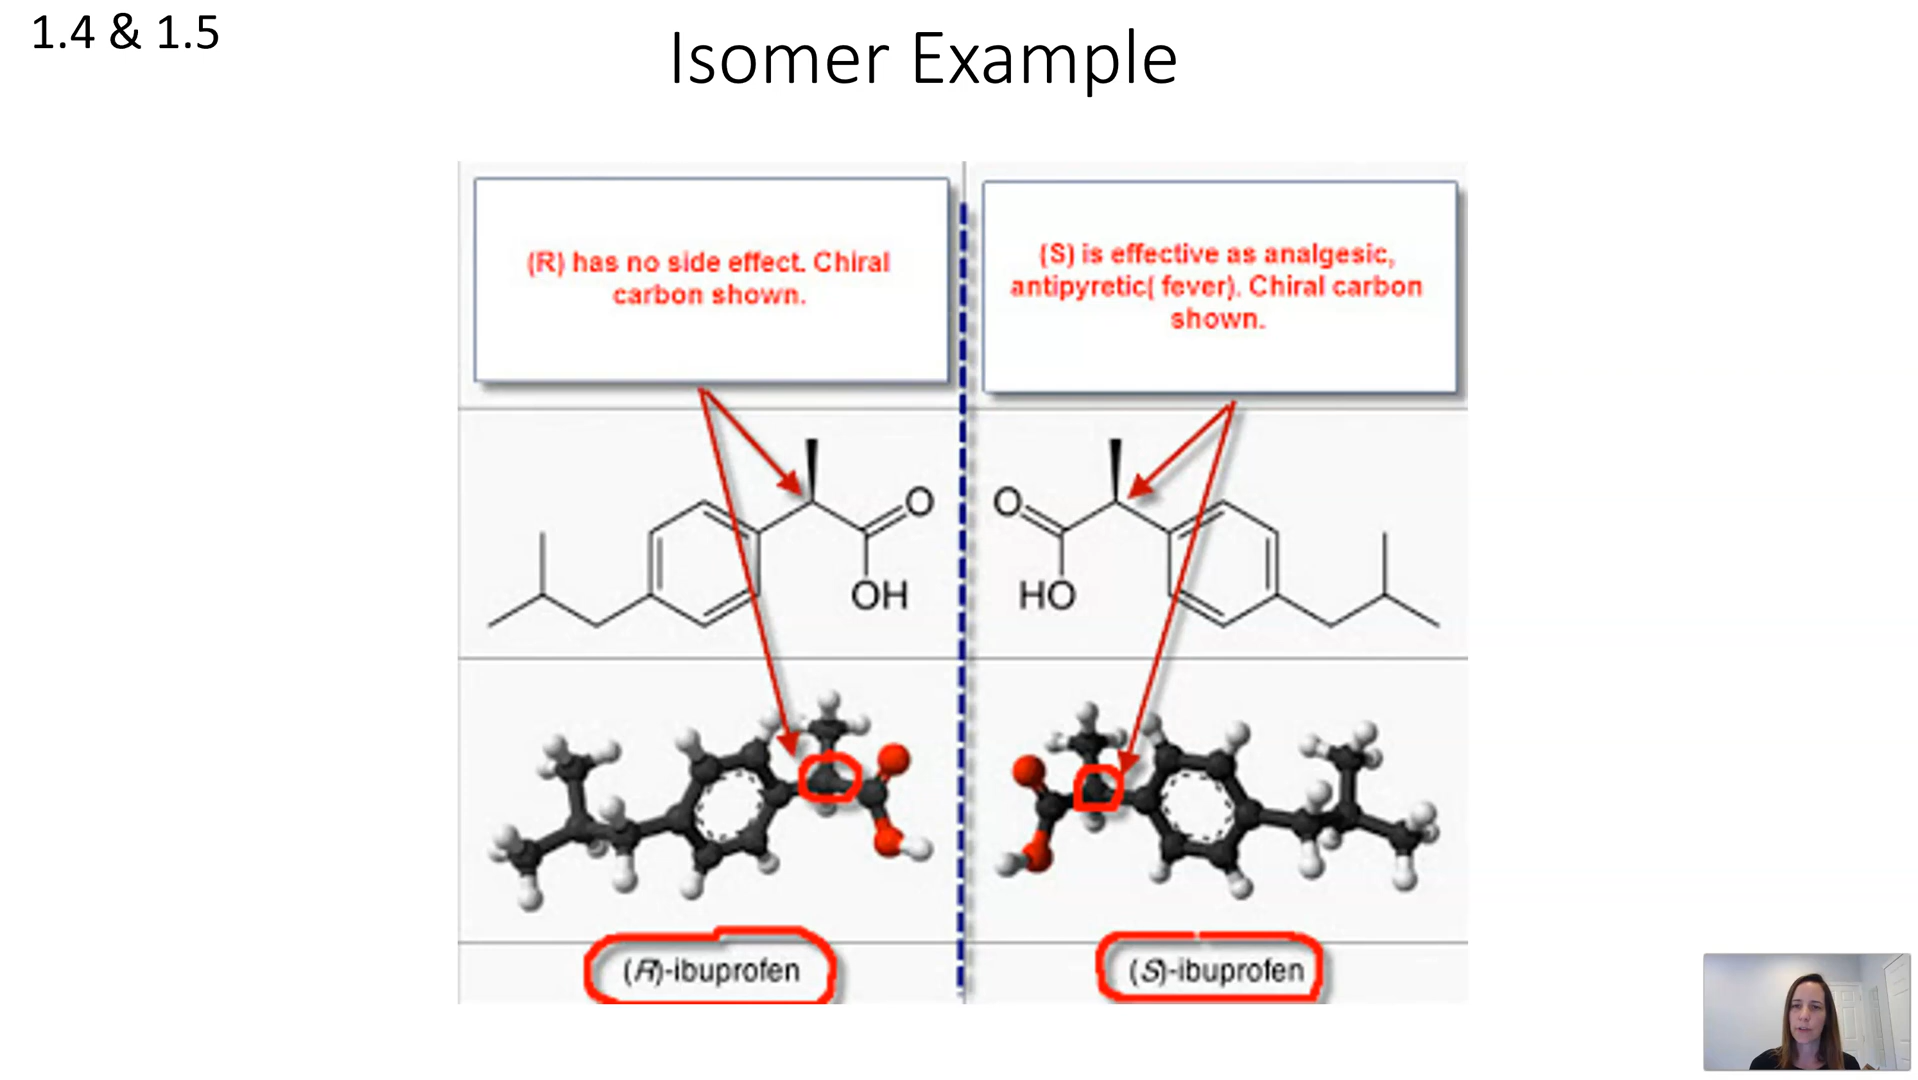 1.4 & 1.5
Isomer Example
(R) has no side effect. Chiral
carbon shown.
(S) is effective as analgesic,
antipyretic( fever). Chiral carbon
shown.
O
OH
O
HO
(R)-ibuprofen
(S)-ibuprofen